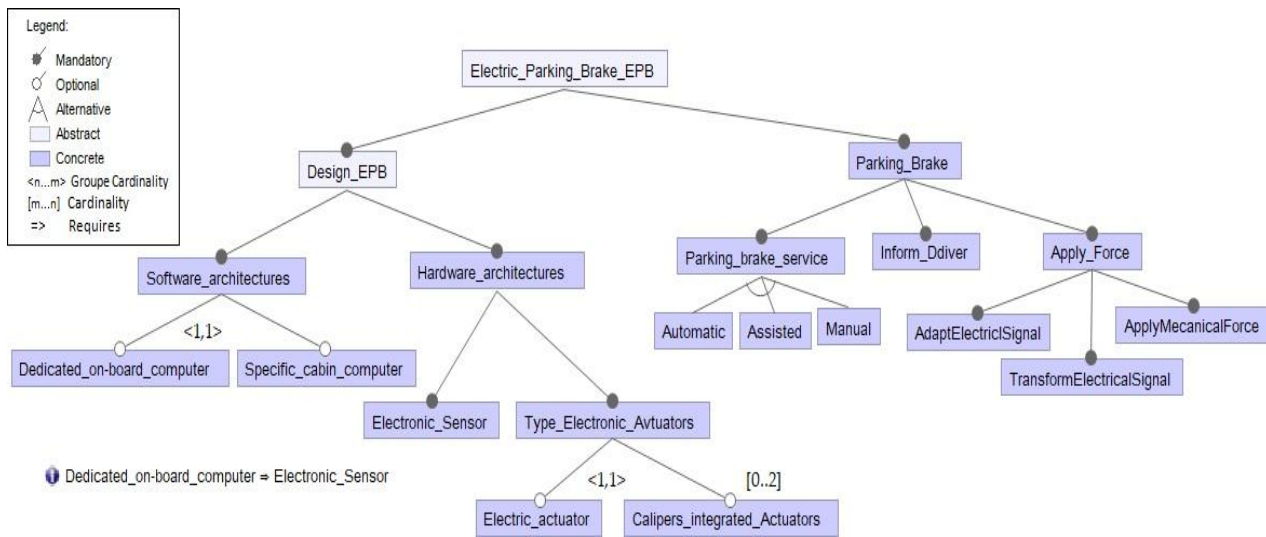 Legend:
Mandatory
Optional
Alternative
Abstract
Concrete
<n...m> Groupe Cardinality
[m...n] Cardinality
=> Requires
Electric_Parking_Brake_EPB
Design_EPB
Parking_Brake
Software_architectures
Hardware_architectures
Parking_brake_service
Inform_Ddiver
Apply_Force
<1,1>
Dedicated_on-board_computer
Specific_cabin_computer
Automatic
Assisted
Manual
AdaptElectriclSignal
ApplyMecanicalForce
TransformElectricalSignal
Electronic_Sensor
Type_Electronic_Avtuators
Dedicated_on-board_computer ⇒ Electronic_Sensor
<1,1>
[0..2]
Electric_actuator
Calipers_integrated_Actuators